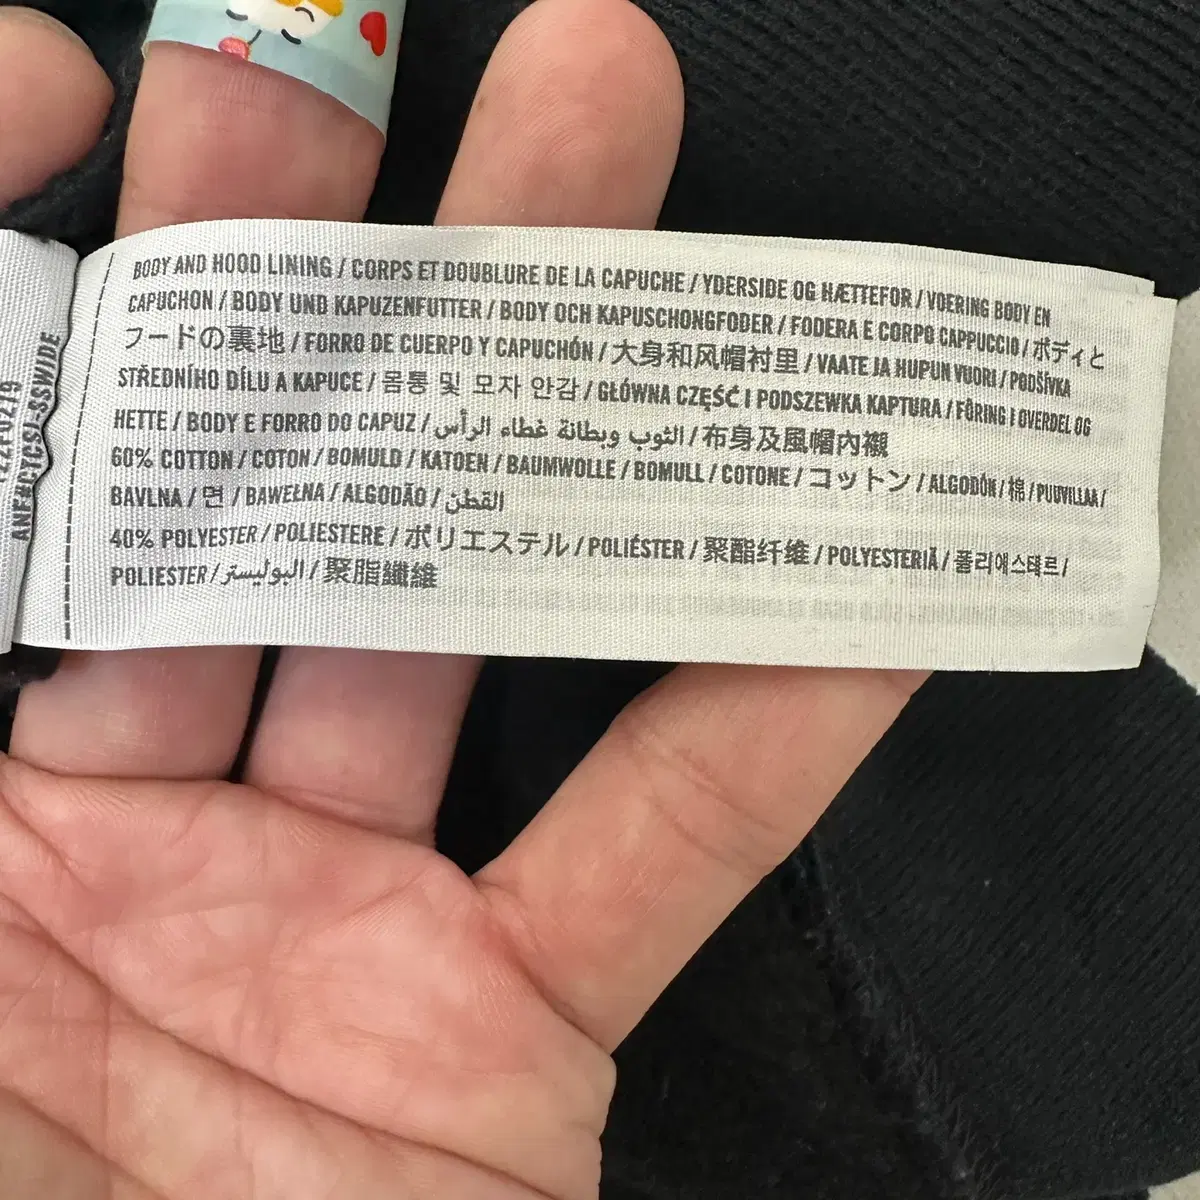 BODY AND HOOD LINING / CORPS ET DOUBLURE DE LA CAPUCHE / YDERSIDE OG HÆTTEFOR / VOERING BODY EN
CAPUCHON / BODY UND KAPUZENFUTTER / BODY OCH KAPUSCHONGFODER / FODERA E CORPO CAPPUCCIO / ボディと
フードの裏地 / FORRO DE CUERPO Y CAPUCHÓN / 大身和风帽衬里 / VAATE JA HUPUN VUORI / PODŠÍVKA
STŘEDNÍHO DÍLU A KAPUCE / 몸통 및 모자 안감 / GŁÓWNA CZĘŚĆ I PODSZEWKA KAPTURA / FÔRING I OVERDEL OG
HETTE / BODY E FORRO DO CAPUZ / الثوب وبطانة غطاء الرأس / 布身及風帽內襯
60% COTTON / COTON / BOMULD / KATOEN / BAUMWOLLE / BOMULL / COTONE / コットン / ALGODÓN / 棉 / PUUVILLAA /
BAVLNA / 면 / BAWEŁNA / ALGODÃO / القطن
40% POLYESTER / POLIESTERE / ポリエステル / POLIÉSTER / 聚酯纤维 / POLYESTERIÄ / 폴리에스테르 /
POLIESTER / البوليستر / 聚脂纖維